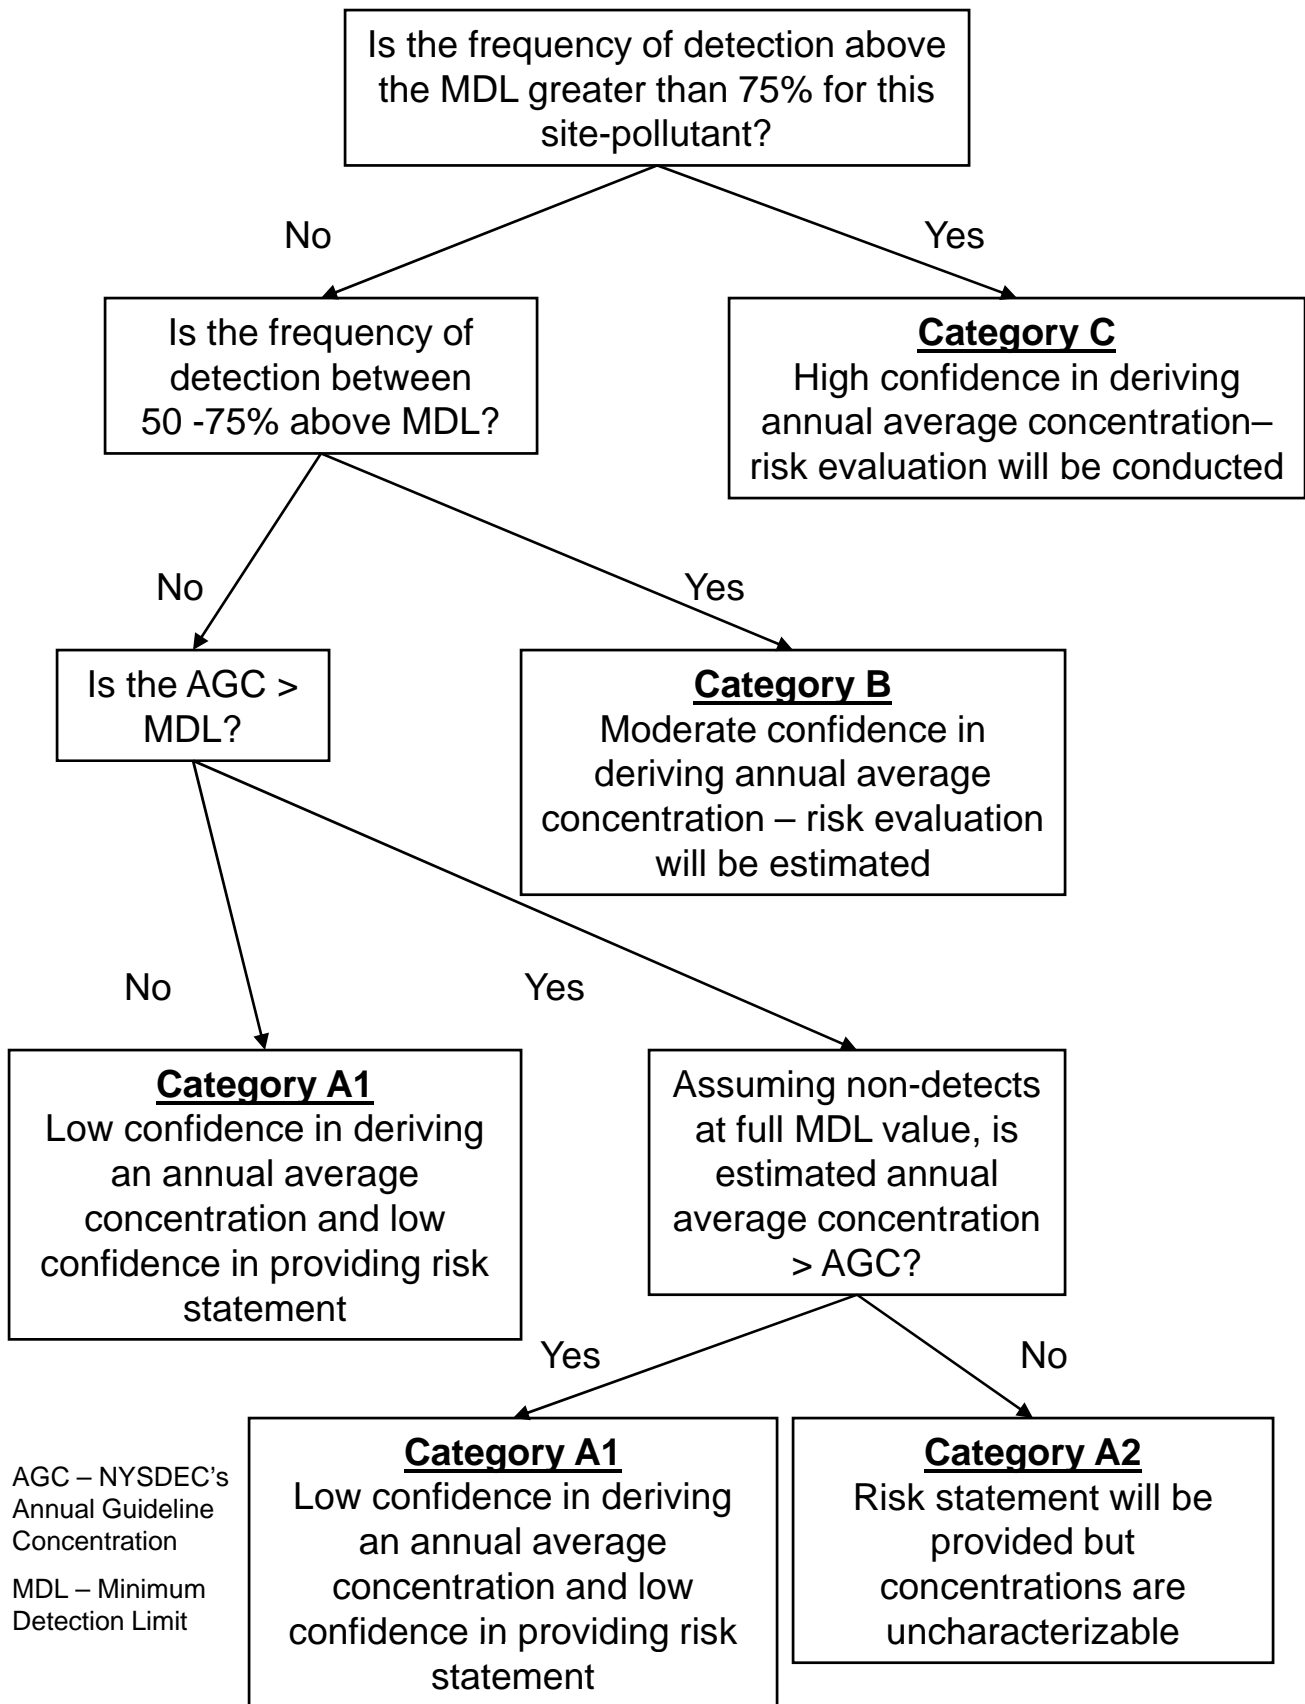 Is the frequency of detection above
the MDL greater than 75% for this
site-pollutant?
No
Yes
Is the frequency of
detection between
50 -75% above MDL?
Category C
High confidence in deriving
annual average concentration–
risk evaluation will be conducted
No
Yes
Is the AGC >
MDL?
Category B
Moderate confidence in
deriving annual average
concentration – risk evaluation
will be estimated
No
Yes
Category A1
Low confidence in deriving
an annual average
concentration and low
confidence in providing risk
statement
Assuming non-detects
at full MDL value, is
estimated annual
average concentration
> AGC?
Yes
No
Category A1
Low confidence in deriving
an annual average
concentration and low
confidence in providing risk
statement
Category A2
Risk statement will be
provided but
concentrations are
uncharacterizable
AGC – NYSDEC’s
Annual Guideline
Concentration
MDL – Minimum
Detection Limit